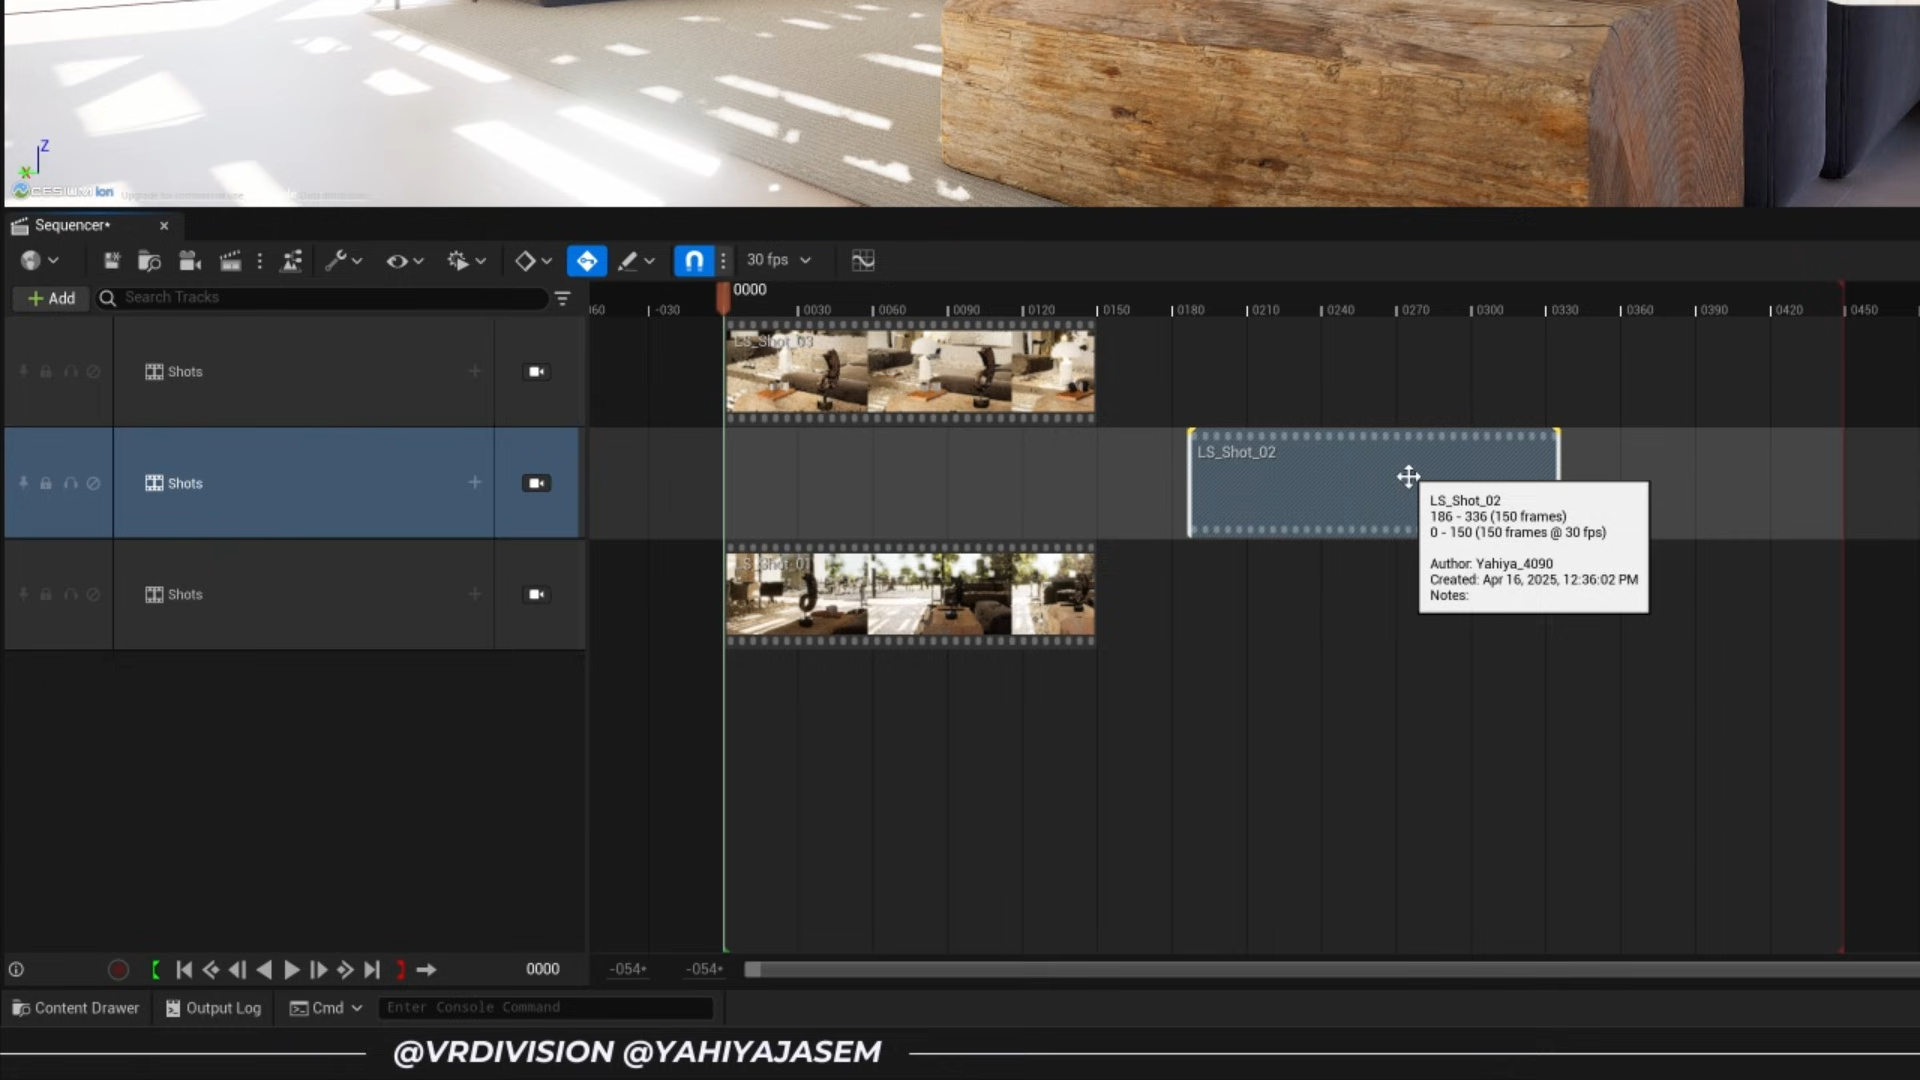 Z
CESIUM ion
Sequencer*
30 fps
Add
Search Tracks
0000
-030
0030
0060
0090
0120
0150
0180
0210
0240
0270
0300
0330
0360
0390
0420
0450
Shots
LS_Shot_03
Shots
LS_Shot_02
LS_Shot_02
186 - 336 (150 frames)
0 - 150 (150 frames @ 30 fps)
Author: Yahiya_4090
Created: Apr 16, 2025, 12:36:02 PM
Notes:
Shots
LS_Shot_01
0000
-054+
-054+
Content Drawer
Output Log
Cmd
Enter Console Command
@VRDIVISION @YAHIYAJASEM